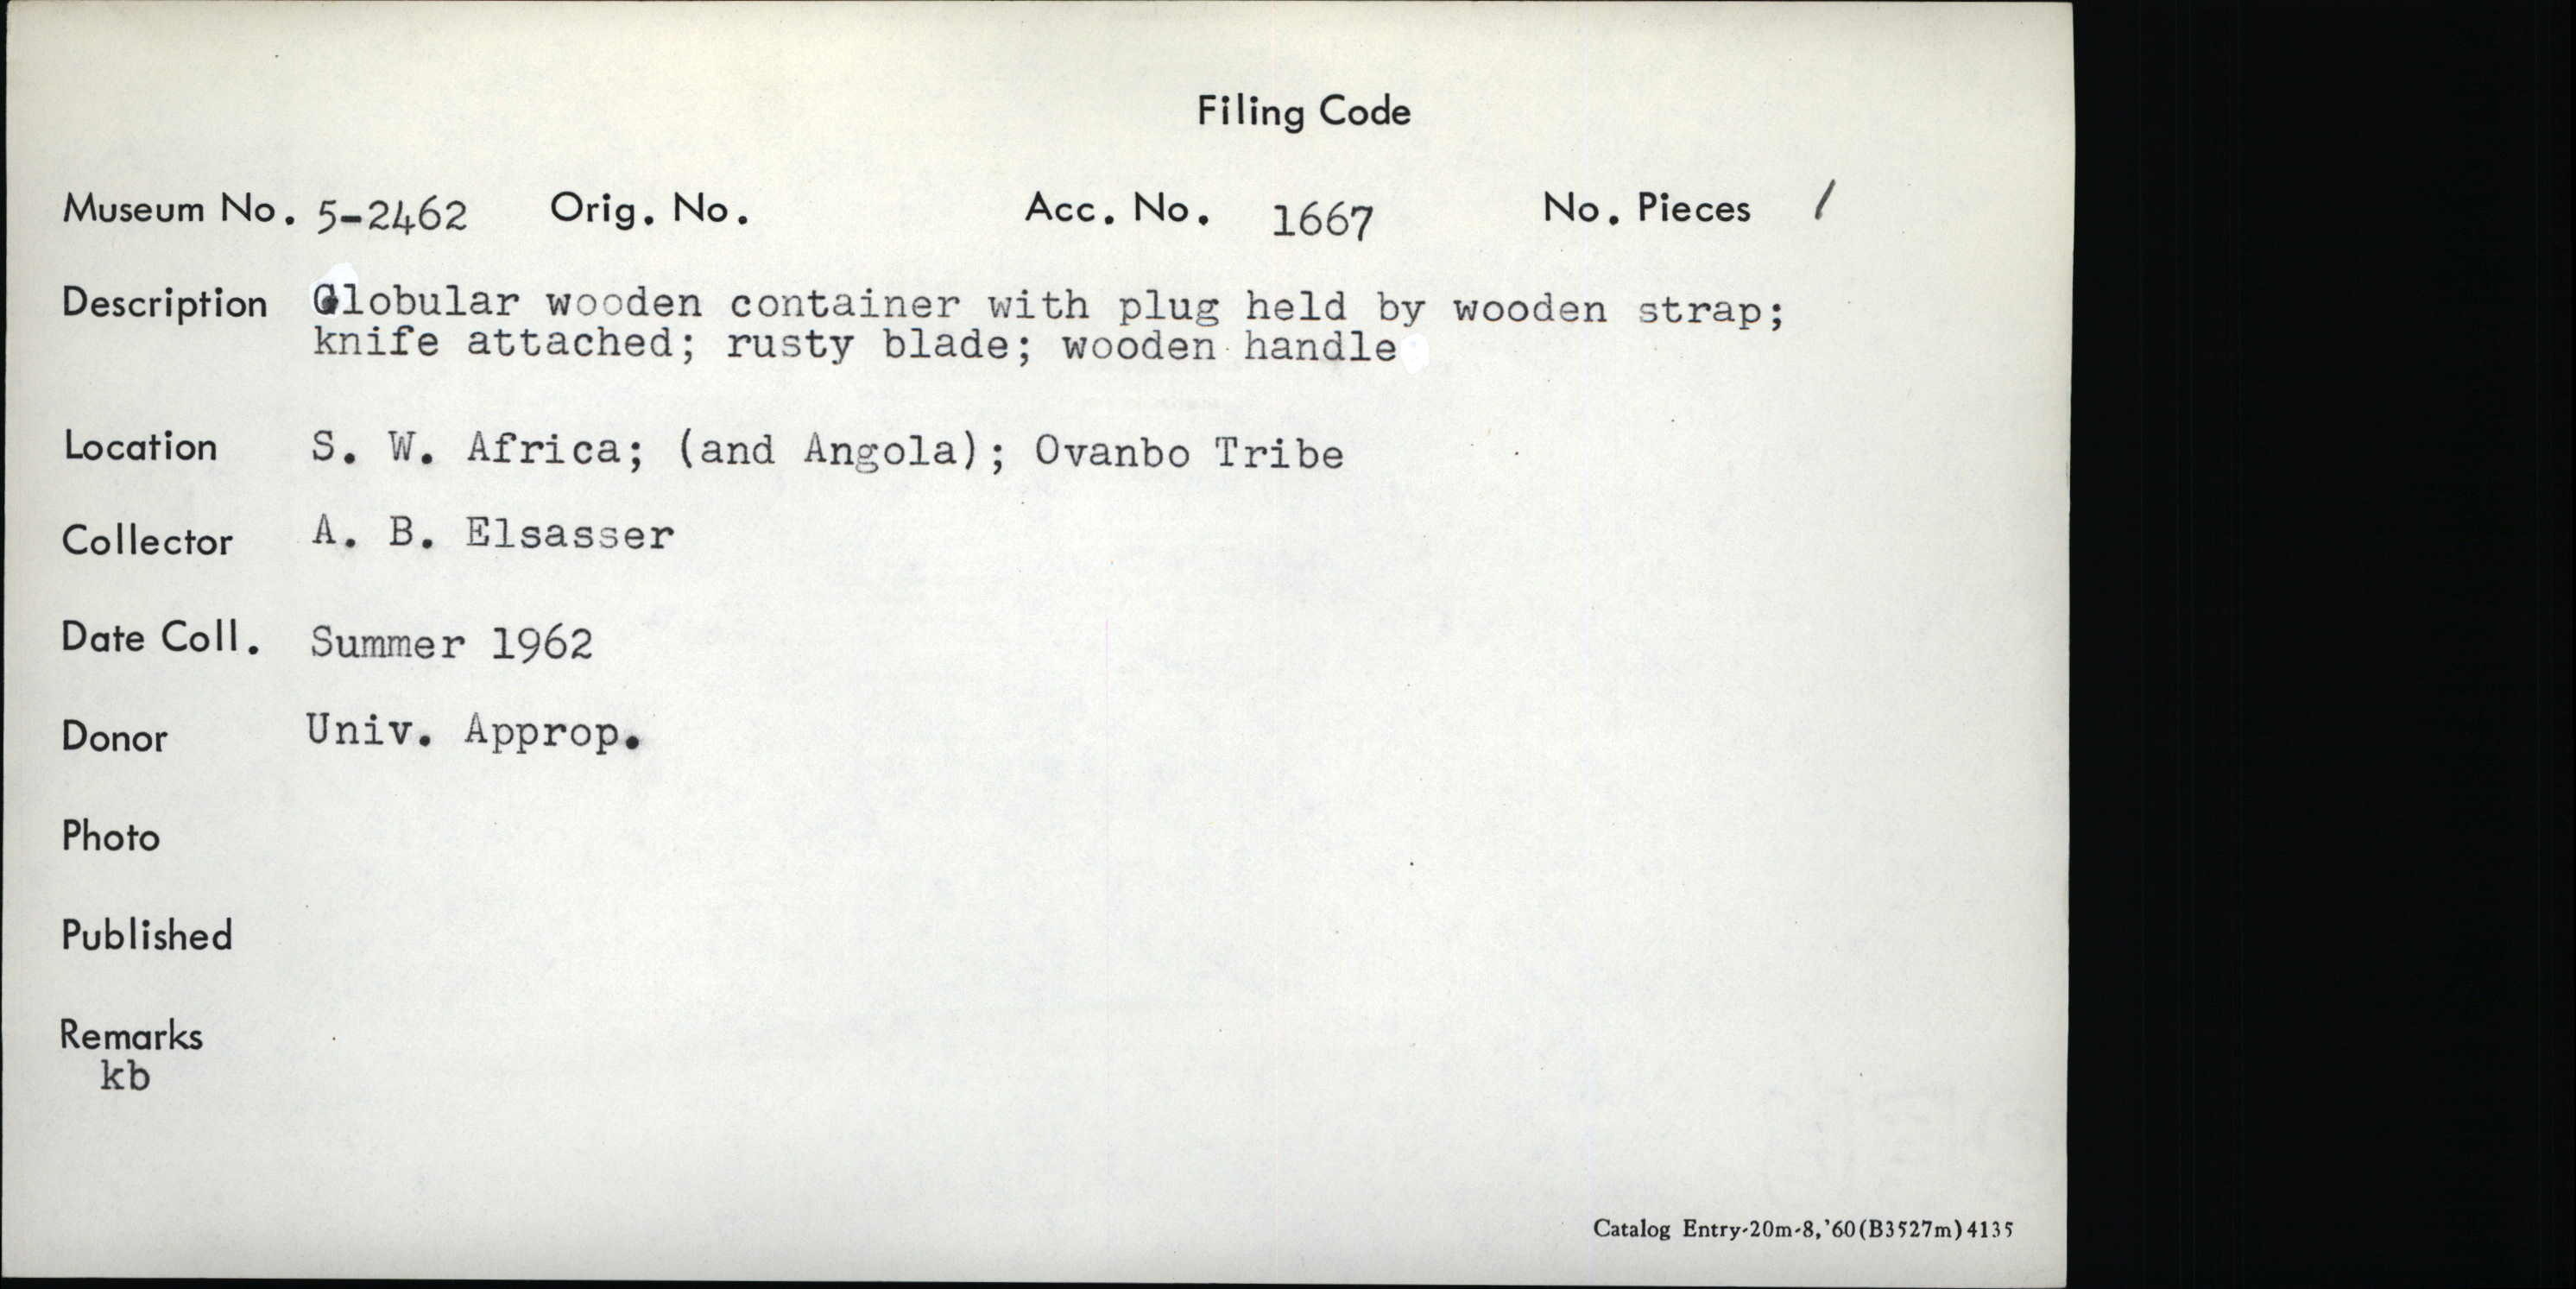 Filing Code
Museum No. 5-2462 Orig. No. Acc. No. 1667 No. Pieces /
Description Globular wooden container with plug held by wooden strap;
knife attached; rusty blade; wooden handle
Location S. W. Africa; (and Angola); Ovanbo Tribe
Collector A. B. Elsasser
Date Coll. Summer 1962
Donor Univ. Approp.
Photo
Published
Remarks
kb
Catalog Entry-20m-8,'60(B3527m)4135